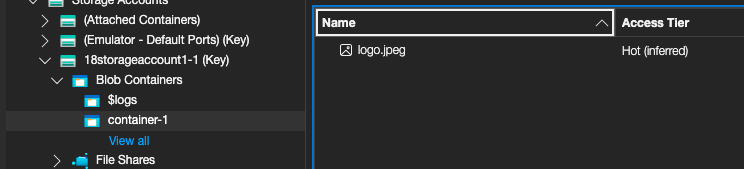 Storage Accounts
(Attached Containers)
(Emulator - Default Ports) (Key)
18storageaccount1-1 (Key)
Blob Containers
$logs
container-1
View all
File Shares
Name
Access Tier
logo.jpeg
Hot (inferred)